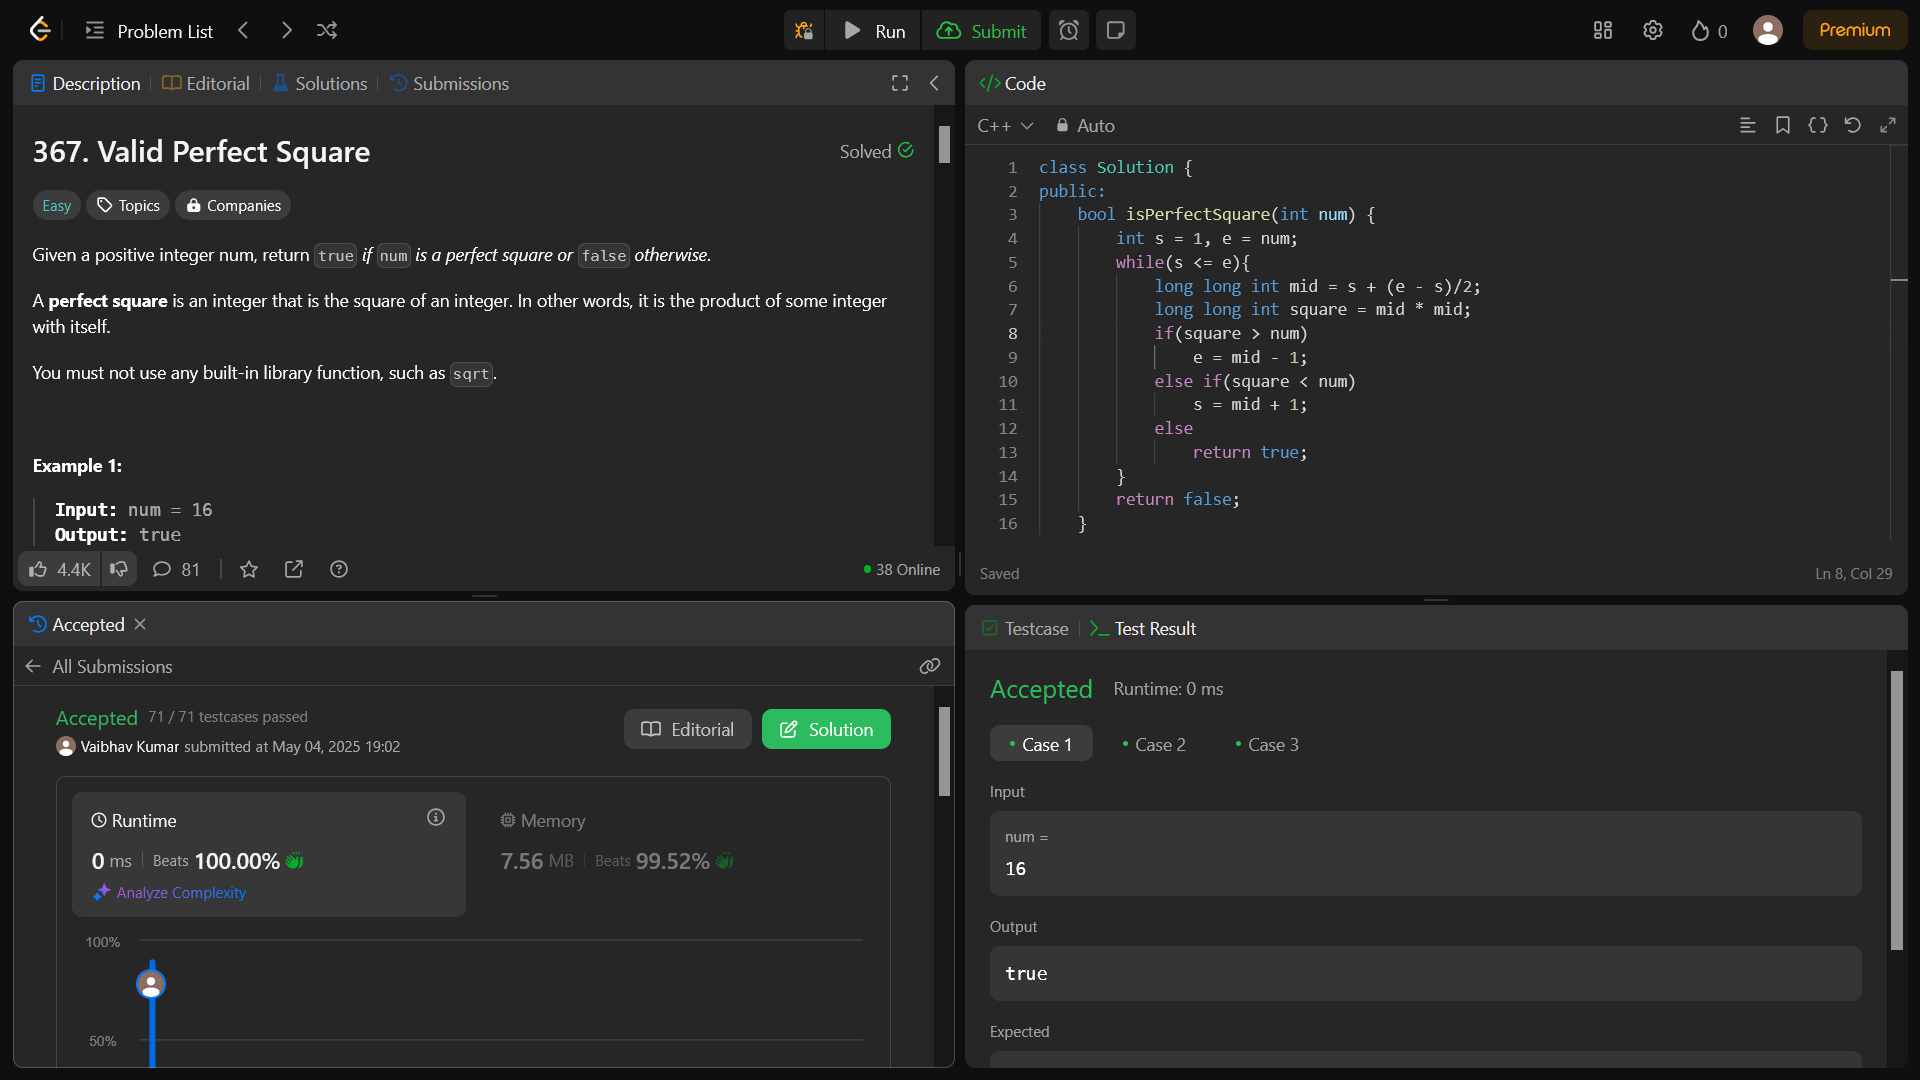 Problem List
Run
Submit
0
Premium
Description
Editorial
Solutions
Submissions
367. Valid Perfect Square
Solved
Easy
Topics
Companies
Given a positive integer num, return true if num is a perfect square or false otherwise.
A perfect square is an integer that is the square of an integer. In other words, it is the product of some integer
with itself.
You must not use any built-in library function, such as sqrt.
Example 1:
Input: num = 16
Output: true
4.4K
81
38 Online
Code
C++
Auto
1 class Solution {
2 public:
3 bool isPerfectSquare(int num) {
4 int s = 1, e = num;
5 while(s <= e){
6 long long int mid = s + (e - s)/2;
7 long long int square = mid * mid;
8 if(square > num)
9 e = mid - 1;
10 else if(square < num)
11 s = mid + 1;
12 else
13 return true;
14 }
15 return false;
16 }
Saved
Ln 8, Col 29
Accepted
All Submissions
Accepted 71 / 71 testcases passed
Vaibhav Kumar submitted at May 04, 2025 19:02
Editorial
Solution
Runtime
0 ms Beats 100.00%
Analyze Complexity
Memory
7.56 MB Beats 99.52%
100%
50%
Testcase
Test Result
Accepted Runtime: 0 ms
Case 1
Case 2
Case 3
Input
num =
16
Output
true
Expected